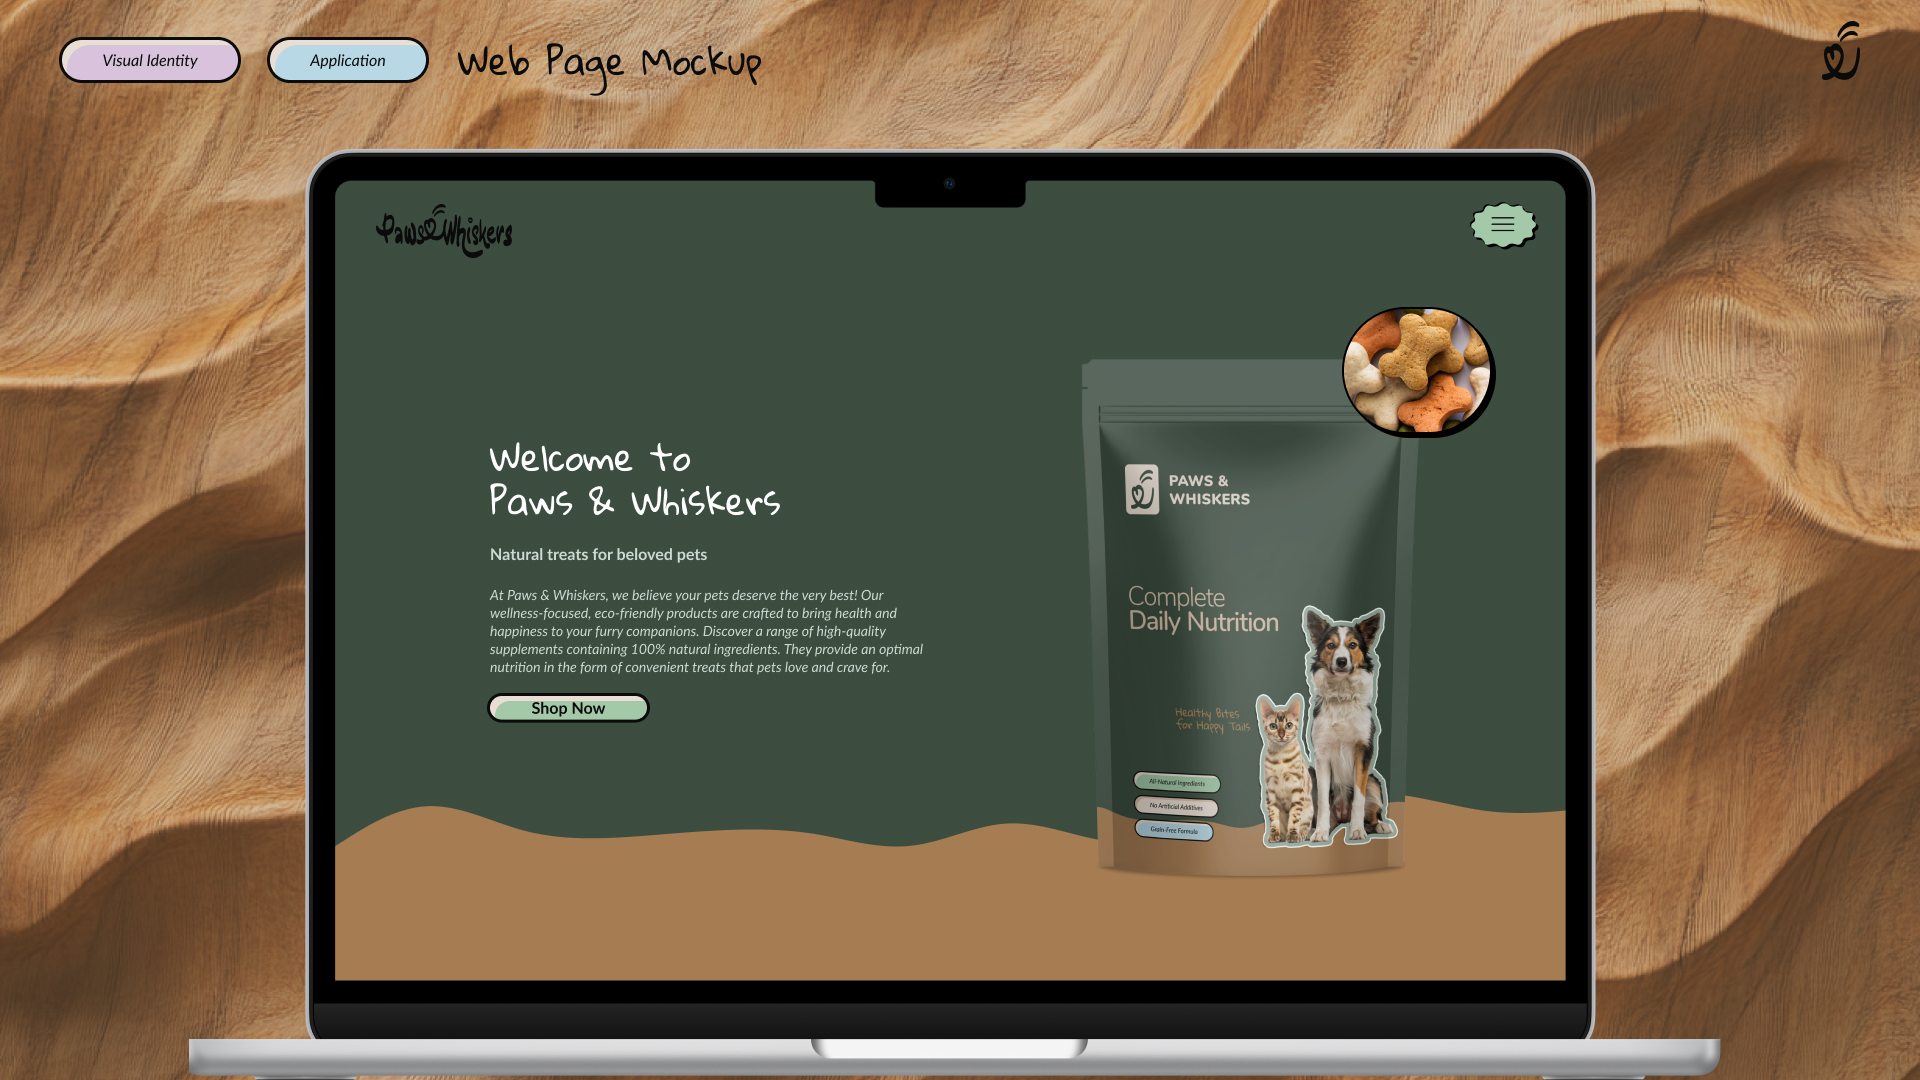 Visual Identity
Application
Web Page Mockup
Paws & Whiskers
Welcome to
Paws & Whiskers
Natural treats for beloved pets
At Paws & Whiskers, we believe your pets deserve the very best! Our
wellness-focused, eco-friendly products are crafted to bring health and
happiness to your furry companions. Discover a range of high-quality
supplements containing 100% natural ingredients. They provide an optimal
nutrition in the form of convenient treats that pets love and crave for.
Shop Now
PAWS &
WHISKERS
Complete
Daily Nutrition
Healthy Bites
for Happy Tails
All-Natural Ingredients
No Artificial Additives
Grain-Free Formula